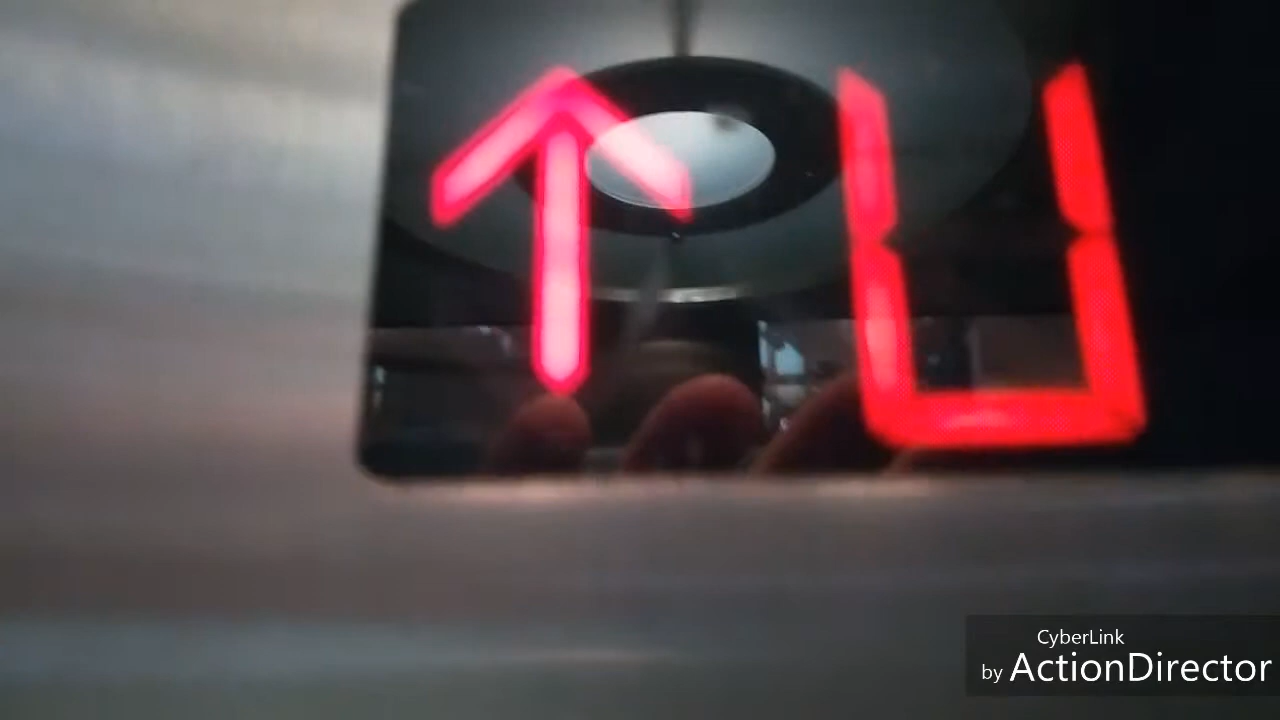 ↑ U
CyberLink
by ActionDirector